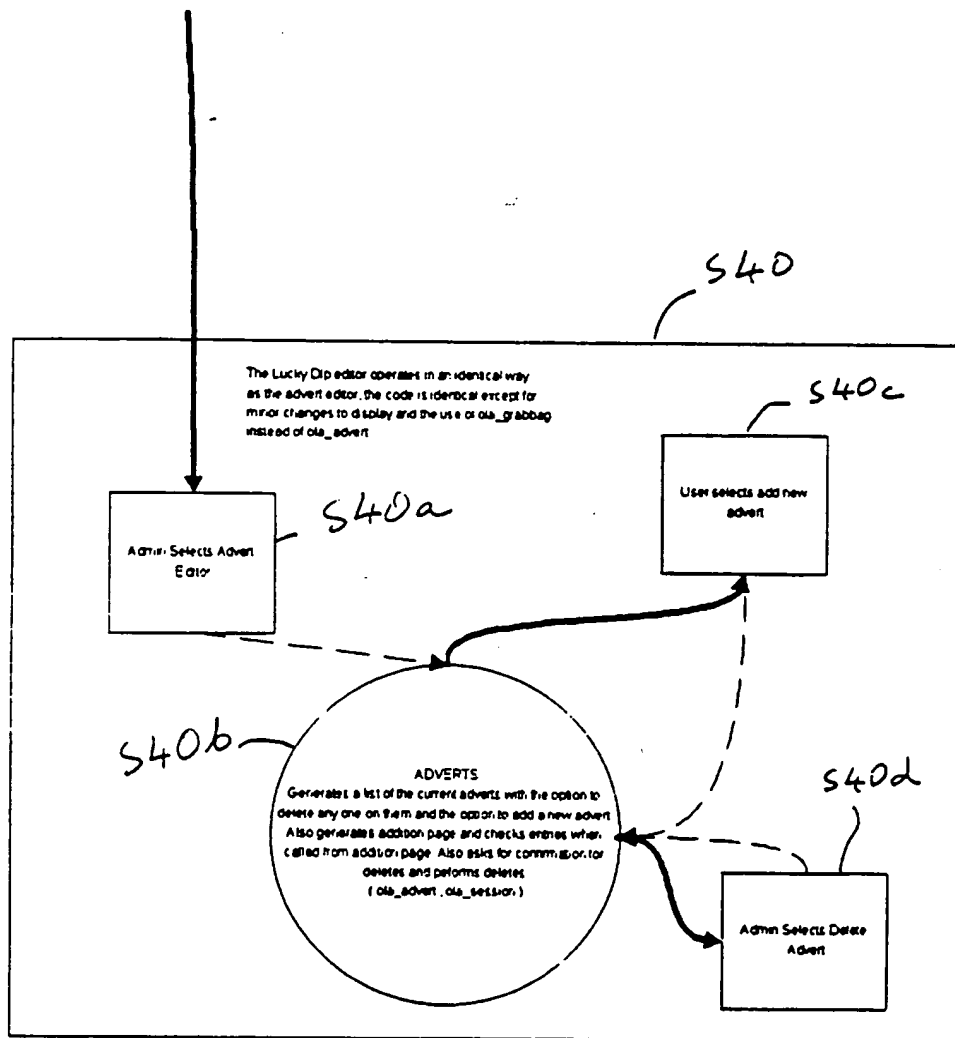 S40
The Lucky Dip editor operates in an identical way
as the advert editor, the code is identical except for
minor changes to display and the use of ola_grabbag
instead of ola_advert
S40c
User selects add new
advert
S40a
Admin Selects Advert
Editor
S40b
ADVERTS
Generates a list of the current adverts with the option to
delete any one on them and the option to add a new advert
Also generates addition page and checks entries when
called from addition page. Also asks for confirmation for
deletes and peforms deletes
( ola_advert , ola_session )
S40d
Admin Selects Delete
Advert